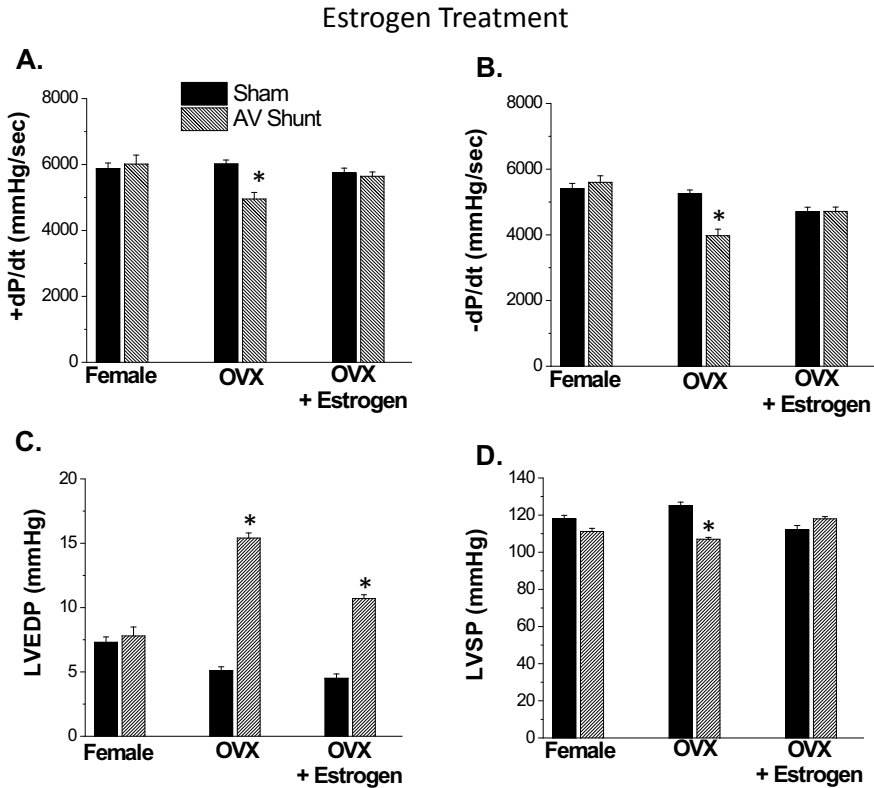 Estrogen Treatment
A.
Sham
AV Shunt
+dP/dt (mmHg/sec)
8000
6000
4000
2000
0
*
Female
OVX
OVX
+ Estrogen
B.
-dP/dt (mmHg/sec)
8000
6000
4000
2000
0
*
Female
OVX
OVX
+ Estrogen
C.
LVEDP (mmHg)
20
15
10
5
0
*
*
Female
OVX
OVX
+ Estrogen
D.
LVSP (mmHg)
140
120
100
80
60
40
20
0
*
Female
OVX
OVX
+ Estrogen